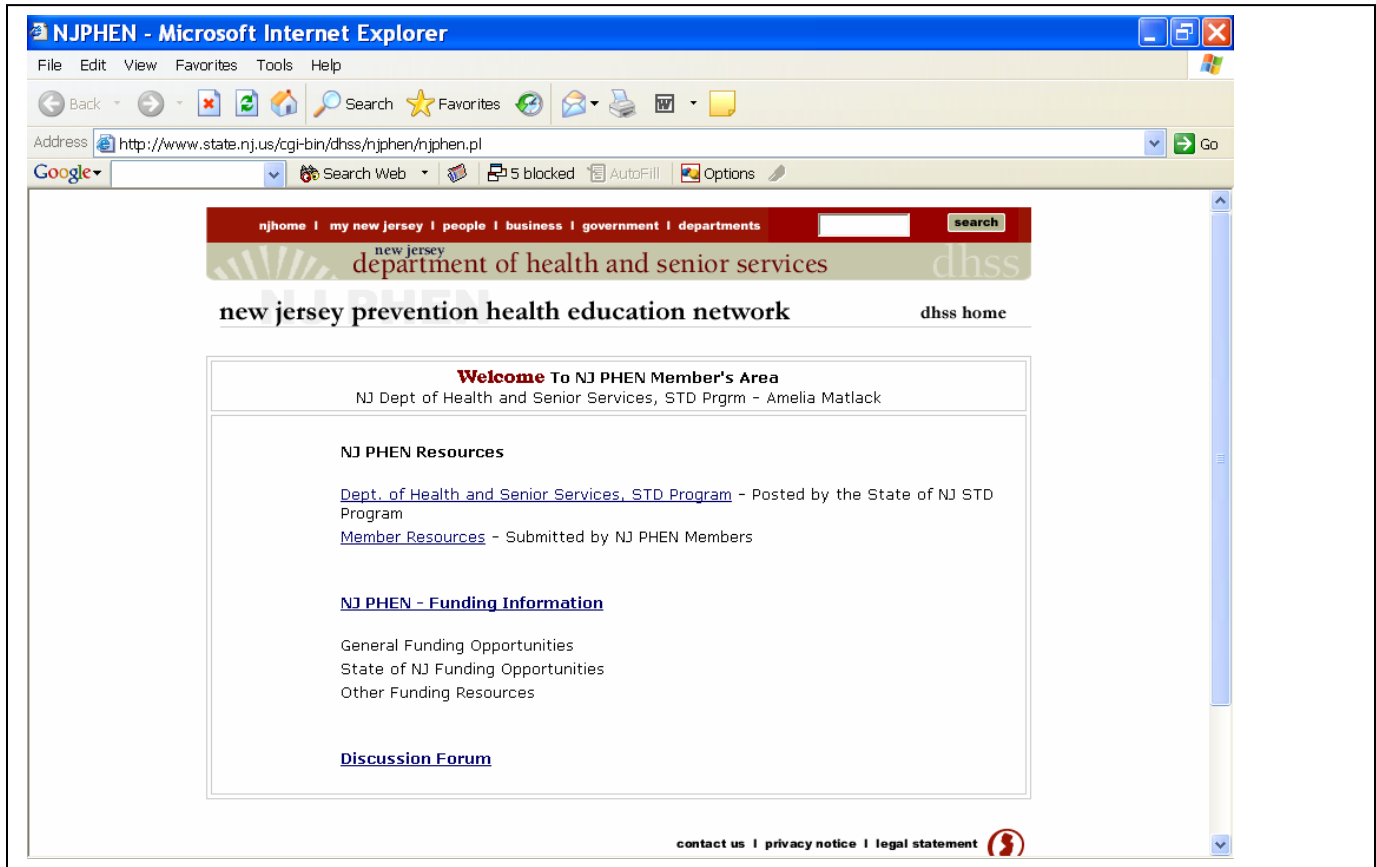 NJPHEN - Microsoft Internet Explorer
File Edit View Favorites Tools Help
Back Search Favorites
Address http://www.state.nj.us/cgi-bin/dhss/njphen/njphen.pl Go
Google Search Web 5 blocked AutoFill Options
njhome I my new jersey I people I business I government I departments search
new jersey
department of health and senior services dhss
NJ PHEN
new jersey prevention health education network dhss home
Welcome To NJ PHEN Member's Area
NJ Dept of Health and Senior Services, STD Prgrm - Amelia Matlack
NJ PHEN Resources
Dept. of Health and Senior Services, STD Program - Posted by the State of NJ STD
Program
Member Resources - Submitted by NJ PHEN Members
NJ PHEN - Funding Information
General Funding Opportunities
State of NJ Funding Opportunities
Other Funding Resources
Discussion Forum
contact us I privacy notice I legal statement